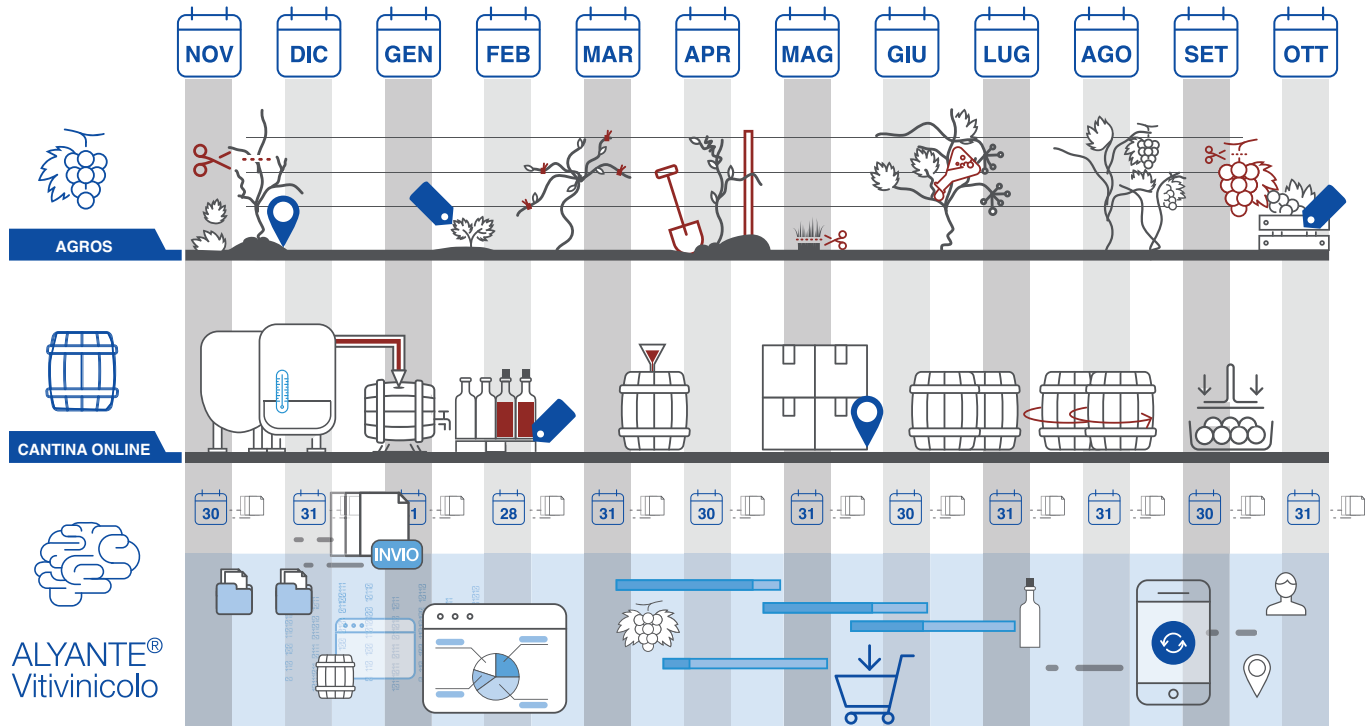 NOV DIC GEN FEB MAR APR MAG GIU LUG AGO SET OTT
AGROS
CANTINA ONLINE
30 31 1 28 31 30 31 30 31 31 30 31
INVIO
ALYANTE®
Vitivinicolo